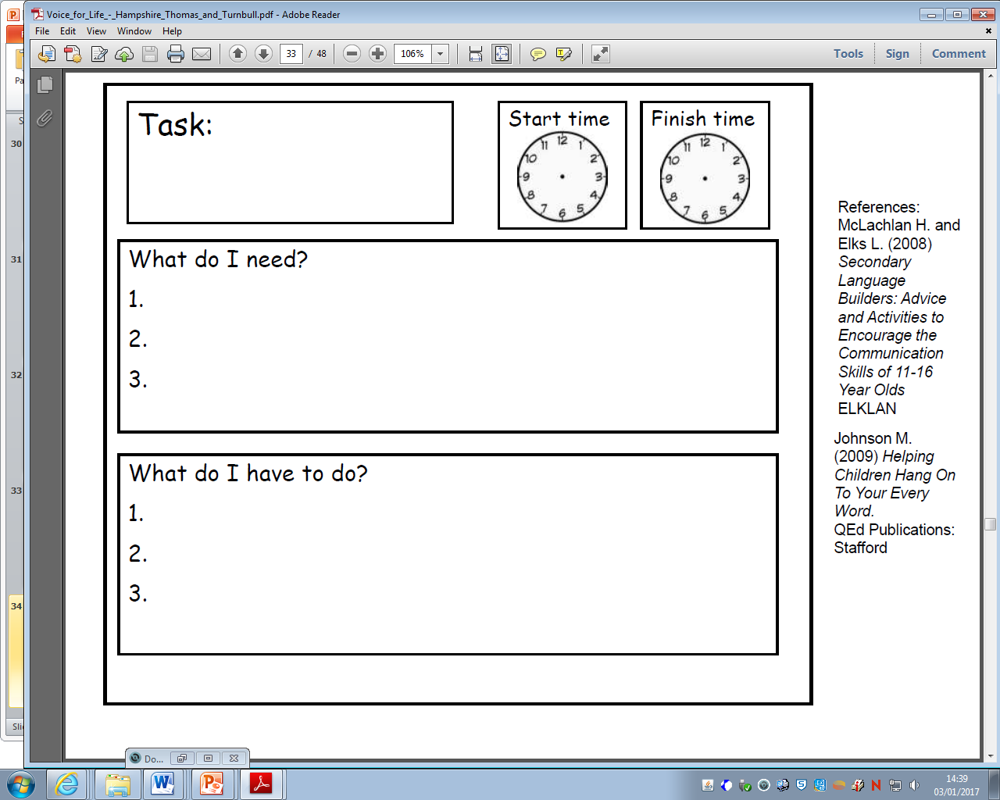 Voice_for_Life_-_Hampshire_Thomas_and_Turnbull.pdf - Adobe Reader
File Edit View Window Help
33 / 48 106% Tools Sign Comment
Pa
S
30
31
32
33
34
Sli
Task:
Start time
12
1
2
3
4
5
6
7
8
9
10
11
Finish time
12
1
2
3
4
5
6
7
8
9
10
11
What do I need?
1.
2.
3.
What do I have to do?
1.
2.
3.
References:
McLachlan H. and
Elks L. (2008)
Secondary
Language
Builders: Advice
and Activities to
Encourage the
Communication
Skills of 11-16
Year Olds
ELKLAN
Johnson M.
(2009) Helping
Children Hang On
To Your Every
Word.
QEd Publications:
Stafford
Do...
14:39
03/01/2017